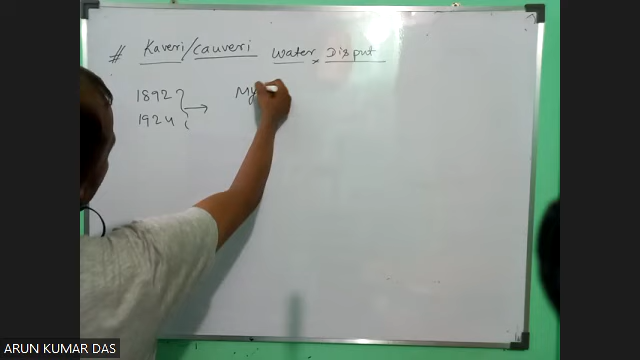 # Kaveri/Cauveri Water Disput
1892
1924 → My
ARUN KUMAR DAS